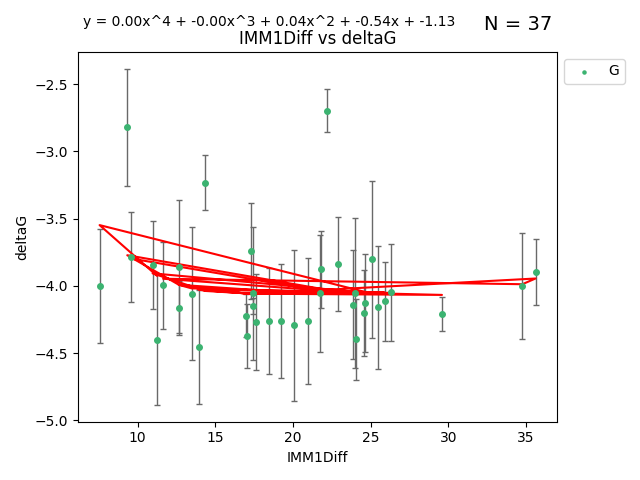 y = 0.00x^4 + -0.00x^3 + 0.04x^2 + -0.54x + -1.13
N = 37
IMM1Diff vs deltaG
G
−2.5
−3.0
−3.5
−4.0
−4.5
−5.0
deltaG
10 15 20 25 30 35
IMM1Diff